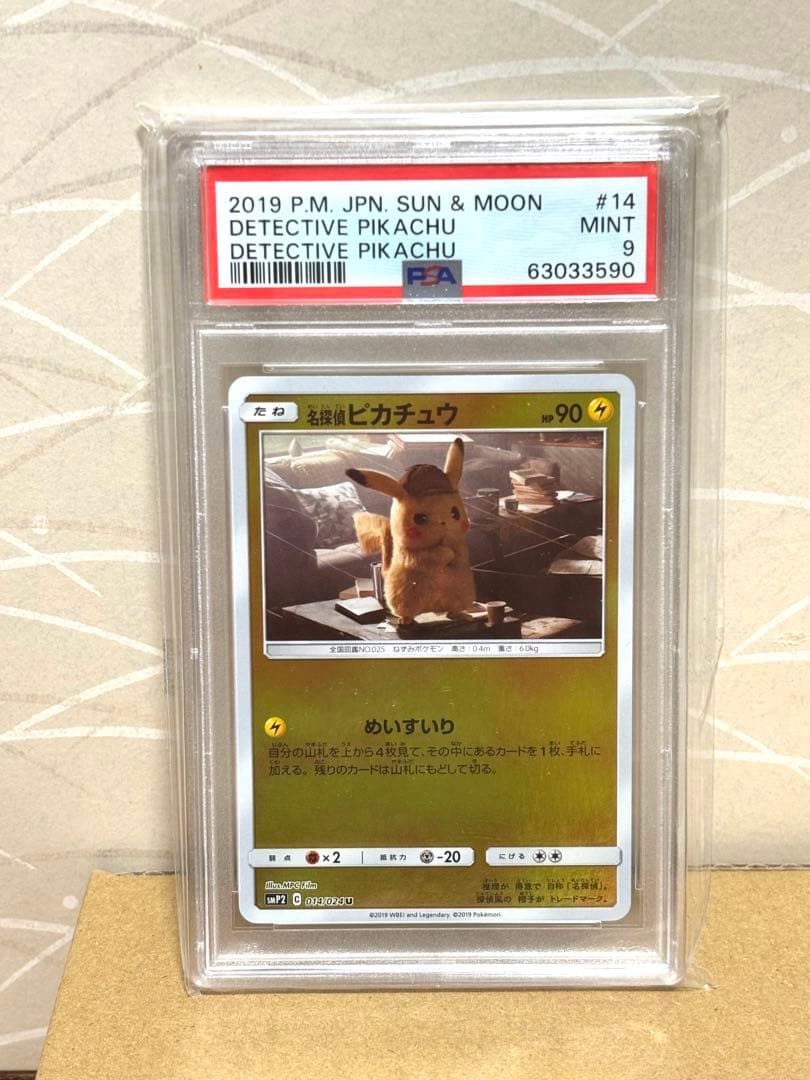 2019 P.M. JPN. SUN & MOON #14
DETECTIVE PIKACHU MINT
DETECTIVE PIKACHU 9
PSA 63033590
たね 名探偵ピカチュウ HP 90
全国図鑑NO.025 ねずみポケモン 高さ:0.4m 重さ:6.0kg
めいすいり
自分の山札を上から4枚見て、その中にあるカードを1枚、手札に
加える。残りのカードは山札にもどして切る。
弱点 ×2 抵抗力 -20 にげる
Illus.MPC Film
推理が 得意で 自称「名探偵」。
探偵風の 帽子が トレードマーク。
SMP2 C 014/024 U
©2019 WBEI and Legendary. ©2019 Pokémon.